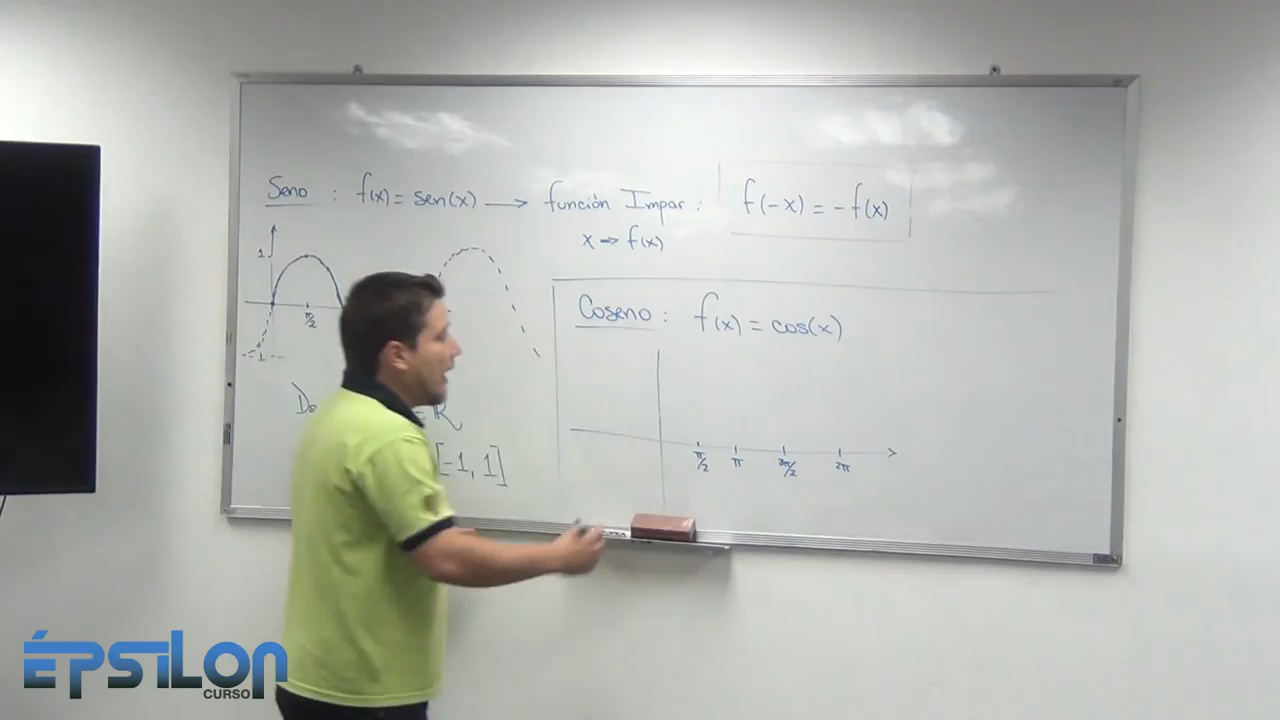 Seno : f(x) = sen(x) → función Impar : f(-x) = -f(x)
x → f(x)
1
π/2
-1
[-1, 1]
Coseno : f(x) = cos(x)
π/2 π 3π/2 2π
ÉPSILON
CURSO